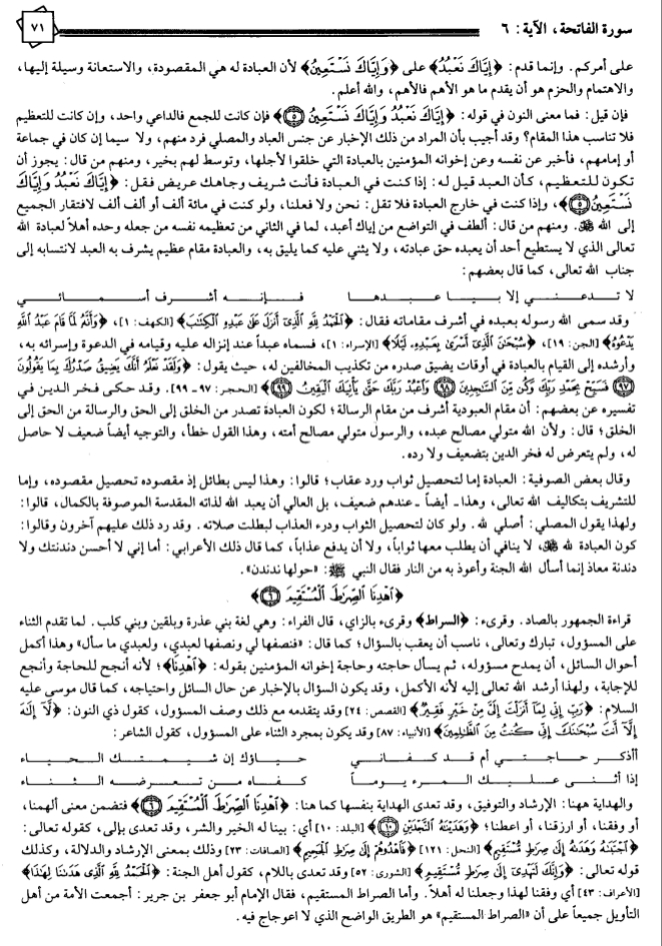 سورة الفاتحة، الآية: ٦
٧١
على أمركم. وإنما قدم: ﴿إِيَّاكَ نَعْبُدُ﴾ على ﴿وَإِيَّاكَ نَسْتَعِينُ﴾ لأن العبادة له هي المقصودة، والاستعانة وسيلة إليها،
والاهتمام والحزم هو أن يقدم ما هو الأهم فالأهم، والله أعلم.
فإن قيل: فما معنى النون في قوله: ﴿إِيَّاكَ نَعْبُدُ وَإِيَّاكَ نَسْتَعِينُ ۝٥﴾ فإن كانت للجمع فالداعي واحد، وإن كانت للتعظيم
فلا تناسب هذا المقام؟ وقد أجيب بأن المراد من ذلك الإخبار عن جنس العباد والمصلي فرد منهم، ولا سيما إن كان في جماعة
أو إمامهم، فأخبر عن نفسه وعن إخوانه المؤمنين بالعبادة التي خلقوا لأجلها، وتوسط لهم بخير، ومنهم من قال: يجوز أن
تكون للتعظيم، كأن العبد قيل له: إذا كنت في العبادة فأنت شريف وجاهك عريض فقل: ﴿إِيَّاكَ نَعْبُدُ وَإِيَّاكَ
نَسْتَعِينُ ۝٥﴾، وإذا كنت في خارج العبادة فلا تقل: نحن ولا فعلنا، ولو كنت في مائة ألف أو ألف ألف لافتقار الجميع
إلى الله ﷻ. ومنهم من قال: ألطف في التواضع من إياك أعبد، لما في الثاني من تعظيمه نفسه من جعله وحده أهلاً لعبادة الله
تعالى الذي لا يستطيع أحد أن يعبده حق عبادته، ولا يثني عليه كما يليق به، والعبادة مقام عظيم يشرف به العبد لانتسابه إلى
جناب الله تعالى، كما قال بعضهم:
لا تدعني إلا بيا عبدها فإنه أشرف أسمائي
وقد سمى الله رسوله بعبده في أشرف مقاماته فقال: ﴿الْحَمْدُ لِلَّهِ الَّذِي أَنزَلَ عَلَى عَبْدِهِ الْكِتَابَ﴾ [الكهف: ١]، ﴿وَأَنَّهُ لَمَّا قَامَ عَبْدُ اللَّهِ
يَدْعُوهُ﴾ [الجن: ١٩]، ﴿سُبْحَانَ الَّذِي أَسْرَى بِعَبْدِهِ لَيْلًا﴾ [الإسراء: ١]، فسماه عبداً عند إنزاله عليه وقيامه في الدعوة وإسرائه به،
وأرشده إلى القيام بالعبادة في أوقات يضيق صدره من تكذيب المخالفين له، حيث يقول: ﴿وَلَقَدْ نَعْلَمُ أَنَّكَ يَضِيقُ صَدْرُكَ بِمَا يَقُولُونَ
۝٩٧ فَسَبِّحْ بِحَمْدِ رَبِّكَ وَكُن مِّنَ السَّاجِدِينَ ۝٩٨ وَاعْبُدْ رَبَّكَ حَتَّى يَأْتِيَكَ الْيَقِينُ ۝٩٩﴾ [الحجر: ٩٧-٩٩]. وقد حكى فخر الدين في
تفسيره عن بعضهم: أن مقام العبودية أشرف من مقام الرسالة؛ لكون العبادة تصدر من الخلق إلى الحق والرسالة من الحق إلى
الخلق؛ قال: ولأن الله متولي مصالح عبده، والرسول متولي مصالح أمته، وهذا القول خطأ، والتوجيه أيضاً ضعيف لا حاصل
له، ولم يتعرض له فخر الدين بتضعيف ولا رده.
وقال بعض الصوفية: العبادة إما لتحصيل ثواب ورد عقاب؛ قالوا: وهذا ليس بطائل إذ مقصوده تحصيل مقصوده، وإما
للتشريف بتكاليف الله تعالى، وهذا - أيضاً - عندهم ضعيف، بل العالي أن يعبد الله لذاته المقدسة الموصوفة بالكمال، قالوا:
ولهذا يقول المصلي: أصلي لله. ولو كان لتحصيل الثواب ودرء العذاب لبطلت صلاته. وقد رد ذلك عليهم آخرون وقالوا:
كون العبادة لله ﷻ، لا ينافي أن يطلب معها ثواباً، ولا أن يدفع عذاباً، كما قال ذلك الأعرابي: أما إني لا أحسن دندنتك ولا
دندنة معاذ إنما أسأل الله الجنة وأعوذ به من النار فقال النبي ﷺ: «حولها ندندن».
﴿اهْدِنَا الصِّرَاطَ الْمُسْتَقِيمَ ۝٦﴾
قراءة الجمهور بالصاد. وقرىء: ﴿السراط﴾ وقرىء بالزاي، قال الفراء: وهي لغة بني عذرة وبلقين وبني كلب. لما تقدم الثناء
على المسؤول، تبارك وتعالى، ناسب أن يعقب بالسؤال؛ كما قال: «فنصفها لي ونصفها لعبدي، ولعبدي ما سأل» وهذا أكمل
أحوال السائل، أن يمدح مسؤوله، ثم يسأل حاجته وحاجة إخوانه المؤمنين بقوله: ﴿اهْدِنَا﴾؛ لأنه أنجح للحاجة وأنجع
للإجابة، ولهذا أرشد الله تعالى إليه لأنه الأكمل، وقد يكون السؤال بالإخبار عن حال السائل واحتياجه، كما قال موسى عليه
السلام: ﴿رَبِّ إِنِّي لِمَا أَنزَلْتَ إِلَيَّ مِنْ خَيْرٍ فَقِيرٌ﴾ [القصص: ٢٤] وقد يتقدمه مع ذلك وصف المسؤول، كقول ذي النون: ﴿لَّا إِلَهَ
إِلَّا أَنتَ سُبْحَانَكَ إِنِّي كُنتُ مِنَ الظَّالِمِينَ﴾ [الأنبياء: ٨٧] وقد يكون بمجرد الثناء على المسؤول، كقول الشاعر:
أأذكر حاجتي أم قد كفاني حياؤك إن شيمتك الحياء
إذا أثنى عليك المرء يوماً كفاه من تعرضه الثناء
والهداية ههنا: الإرشاد والتوفيق، وقد تعدى الهداية بنفسها كما هنا: ﴿اهْدِنَا الصِّرَاطَ الْمُسْتَقِيمَ ۝٦﴾ فتضمن معنى ألهمنا،
أو وفقنا، أو ارزقنا، أو اعطنا؛ ﴿وَهَدَيْنَاهُ النَّجْدَيْنِ ۝١٠﴾ [البلد: ١٠] أي: بينا له الخير والشر، وقد تعدى بإلى، كقوله تعالى:
﴿اجْتَبَاهُ وَهَدَاهُ إِلَى صِرَاطٍ مُّسْتَقِيمٍ﴾ [النحل: ١٢١] ﴿فَاهْدُوهُمْ إِلَى صِرَاطِ الْجَحِيمِ﴾ [الصافات: ٢٣] وذلك بمعنى الإرشاد والدلالة، وكذلك
قوله تعالى: ﴿وَإِنَّكَ لَتَهْدِي إِلَى صِرَاطٍ مُّسْتَقِيمٍ﴾ [الشورى: ٥٢] وقد تعدى باللام، كقول أهل الجنة: ﴿الْحَمْدُ لِلَّهِ الَّذِي هَدَانَا لِهَذَا﴾
[الأعراف: ٤٣] أي وفقنا لهذا وجعلنا له أهلاً. وأما الصراط المستقيم، فقال الإمام أبو جعفر بن جرير: أجمعت الأمة من أهل
التأويل جميعاً على أن «الصراط المستقيم» هو الطريق الواضح الذي لا اعوجاج فيه.